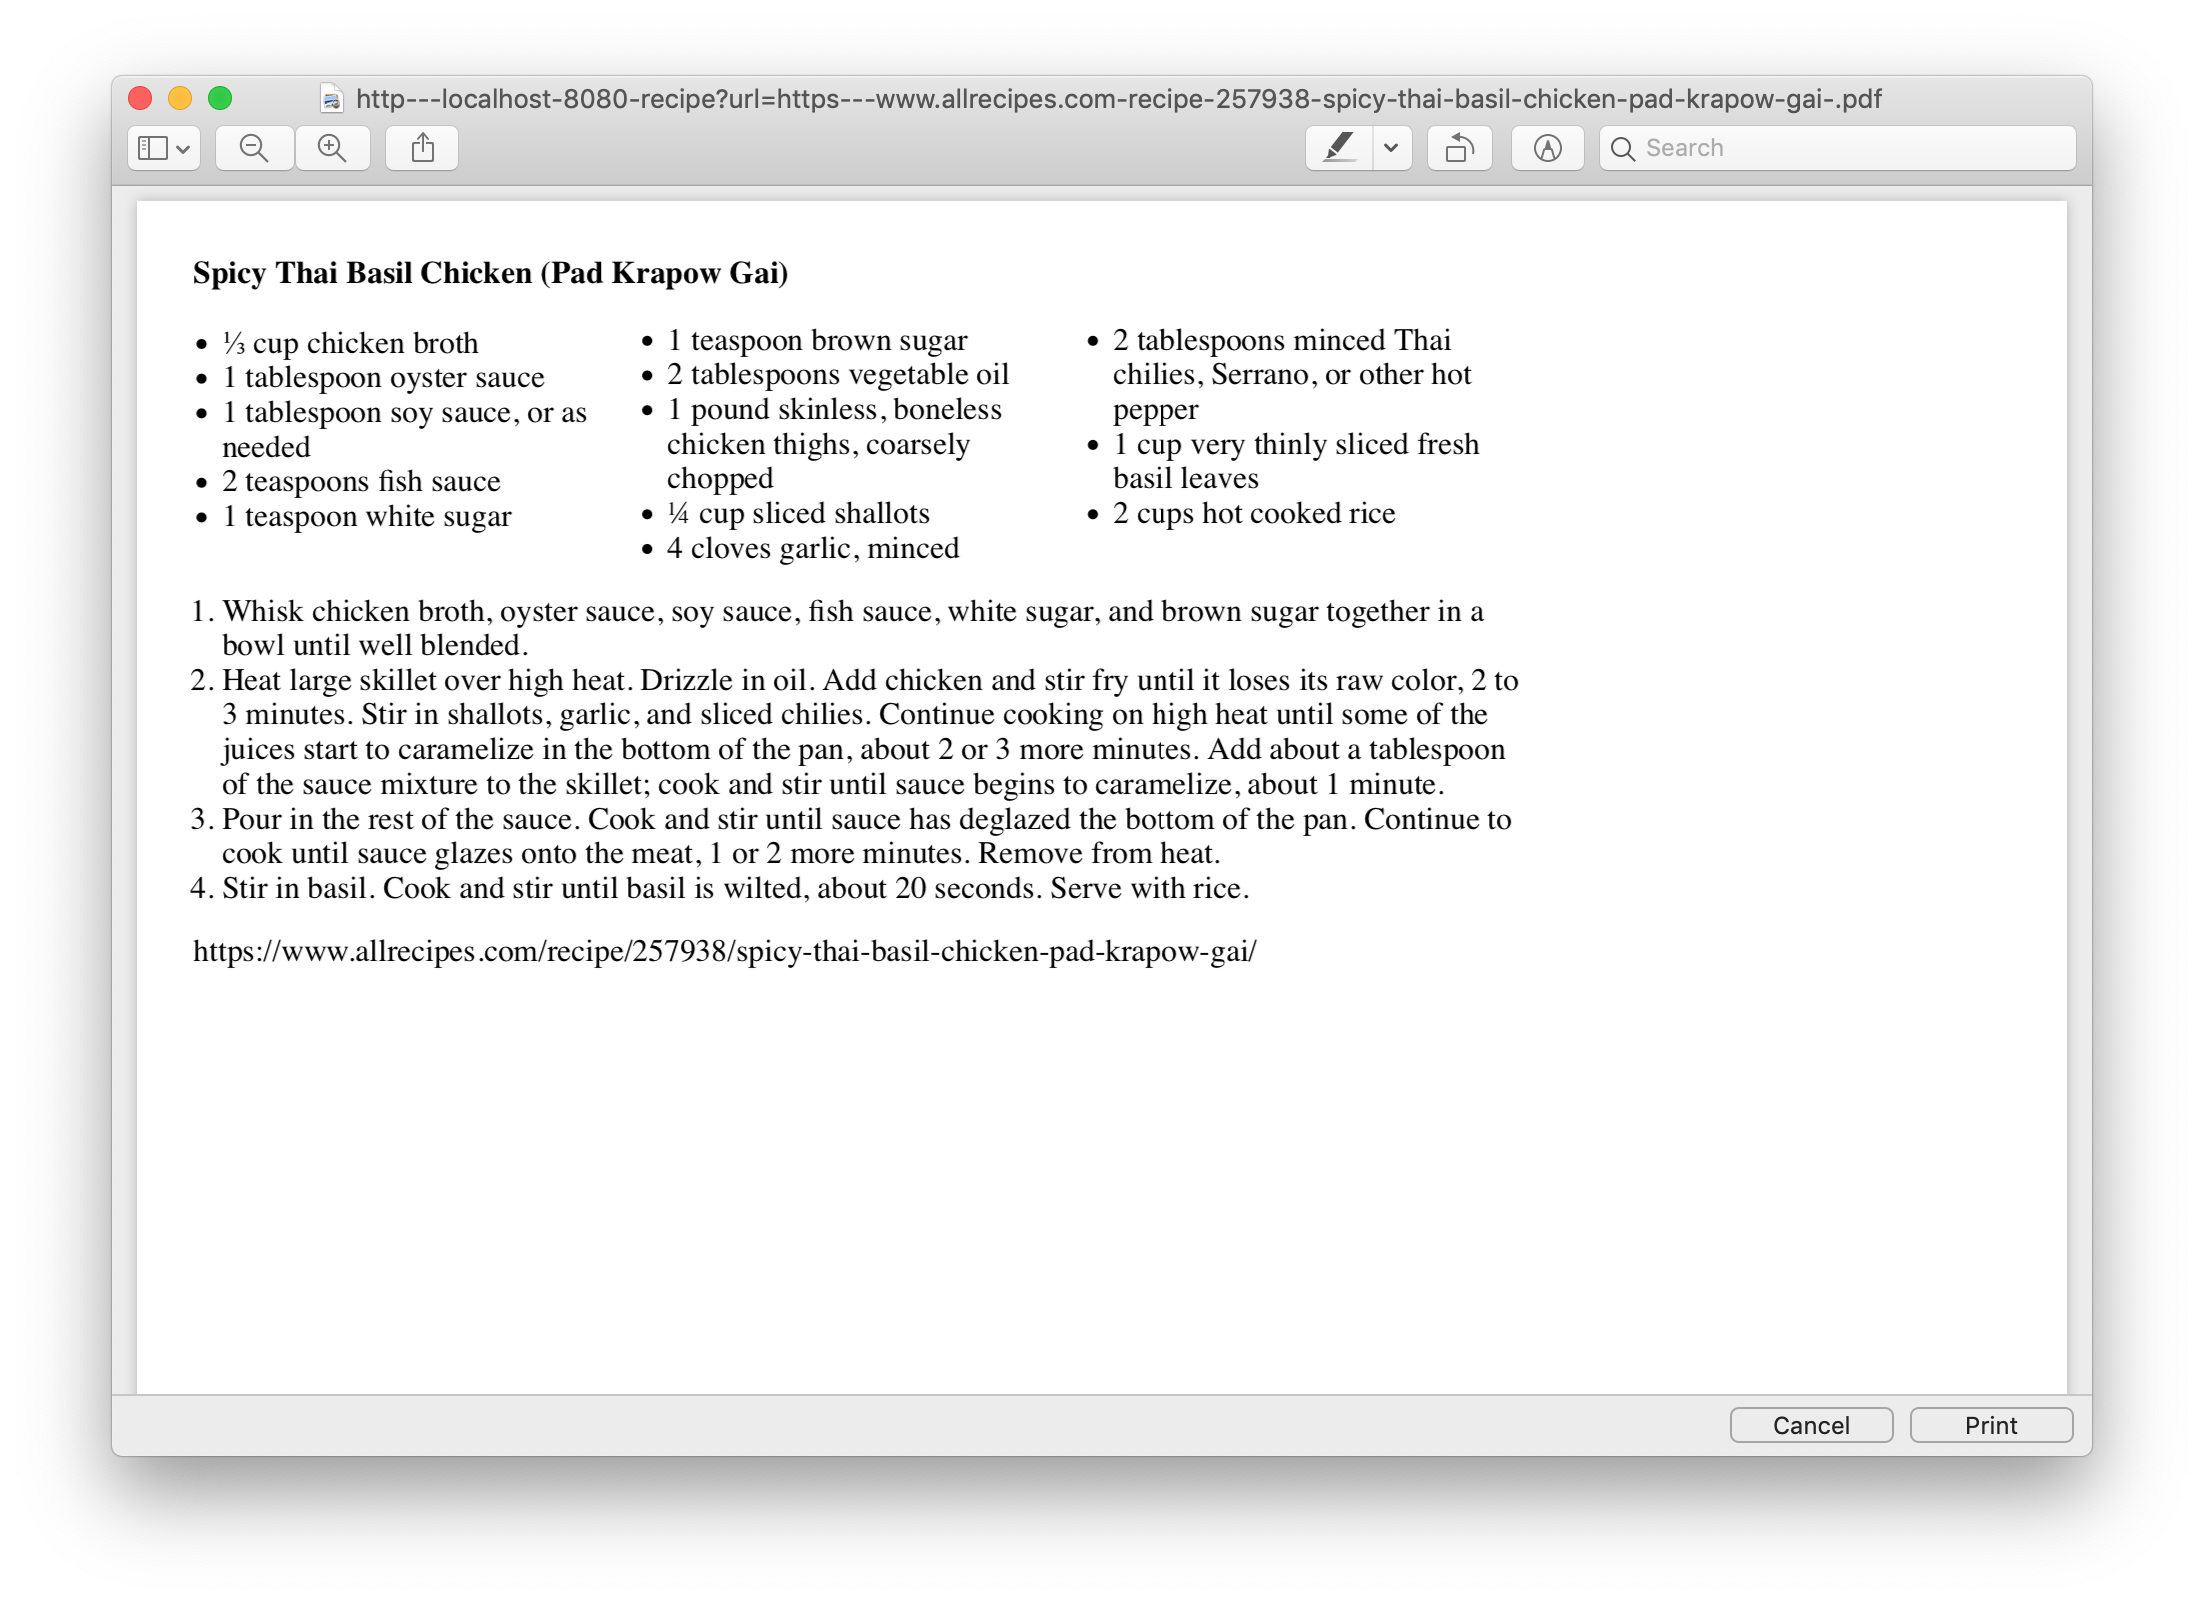 http---localhost-8080-recipe?url=https---www.allrecipes.com-recipe-257938-spicy-thai-basil-chicken-pad-krapow-gai-.pdf
Search
Spicy Thai Basil Chicken (Pad Krapow Gai)
• ⅓ cup chicken broth
• 1 tablespoon oyster sauce
• 1 tablespoon soy sauce, or as
needed
• 2 teaspoons fish sauce
• 1 teaspoon white sugar
• 1 teaspoon brown sugar
• 2 tablespoons vegetable oil
• 1 pound skinless, boneless
chicken thighs, coarsely
chopped
• ¼ cup sliced shallots
• 4 cloves garlic, minced
• 2 tablespoons minced Thai
chilies, Serrano, or other hot
pepper
• 1 cup very thinly sliced fresh
basil leaves
• 2 cups hot cooked rice
1. Whisk chicken broth, oyster sauce, soy sauce, fish sauce, white sugar, and brown sugar together in a
bowl until well blended.
2. Heat large skillet over high heat. Drizzle in oil. Add chicken and stir fry until it loses its raw color, 2 to
3 minutes. Stir in shallots, garlic, and sliced chilies. Continue cooking on high heat until some of the
juices start to caramelize in the bottom of the pan, about 2 or 3 more minutes. Add about a tablespoon
of the sauce mixture to the skillet; cook and stir until sauce begins to caramelize, about 1 minute.
3. Pour in the rest of the sauce. Cook and stir until sauce has deglazed the bottom of the pan. Continue to
cook until sauce glazes onto the meat, 1 or 2 more minutes. Remove from heat.
4. Stir in basil. Cook and stir until basil is wilted, about 20 seconds. Serve with rice.
https://www.allrecipes.com/recipe/257938/spicy-thai-basil-chicken-pad-krapow-gai/
Cancel
Print